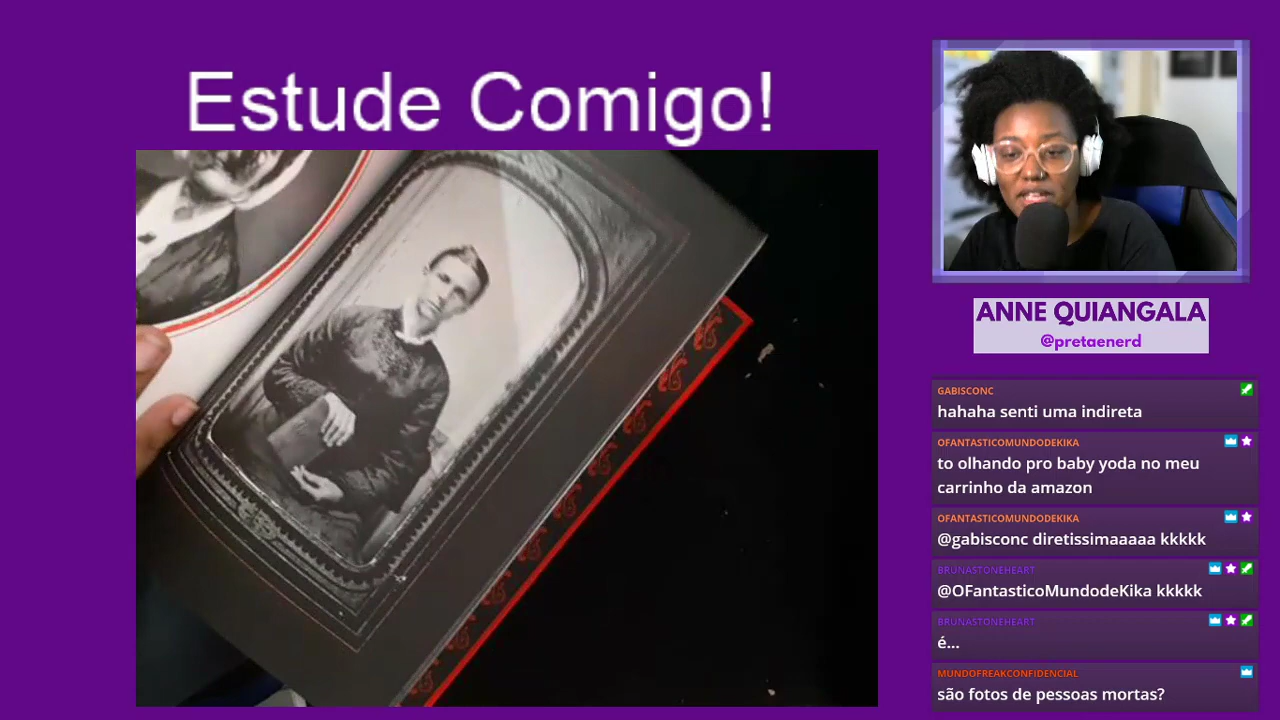 Estude Comigo!
ANNE QUIANGALA
@pretaenerd
GABISCONC
hahaha senti uma indireta
OFANTASTICOMUNDODEKIKA
to olhando pro baby yoda no meu
carrinho da amazon
OFANTASTICOMUNDODEKIKA
@gabisconc diretissimaaaaa kkkkk
BRUNASTONEHEART
@OFantasticoMundodeKika kkkkk
BRUNASTONEHEART
é...
MUNDOFREAKCONFIDENCIAL
são fotos de pessoas mortas?